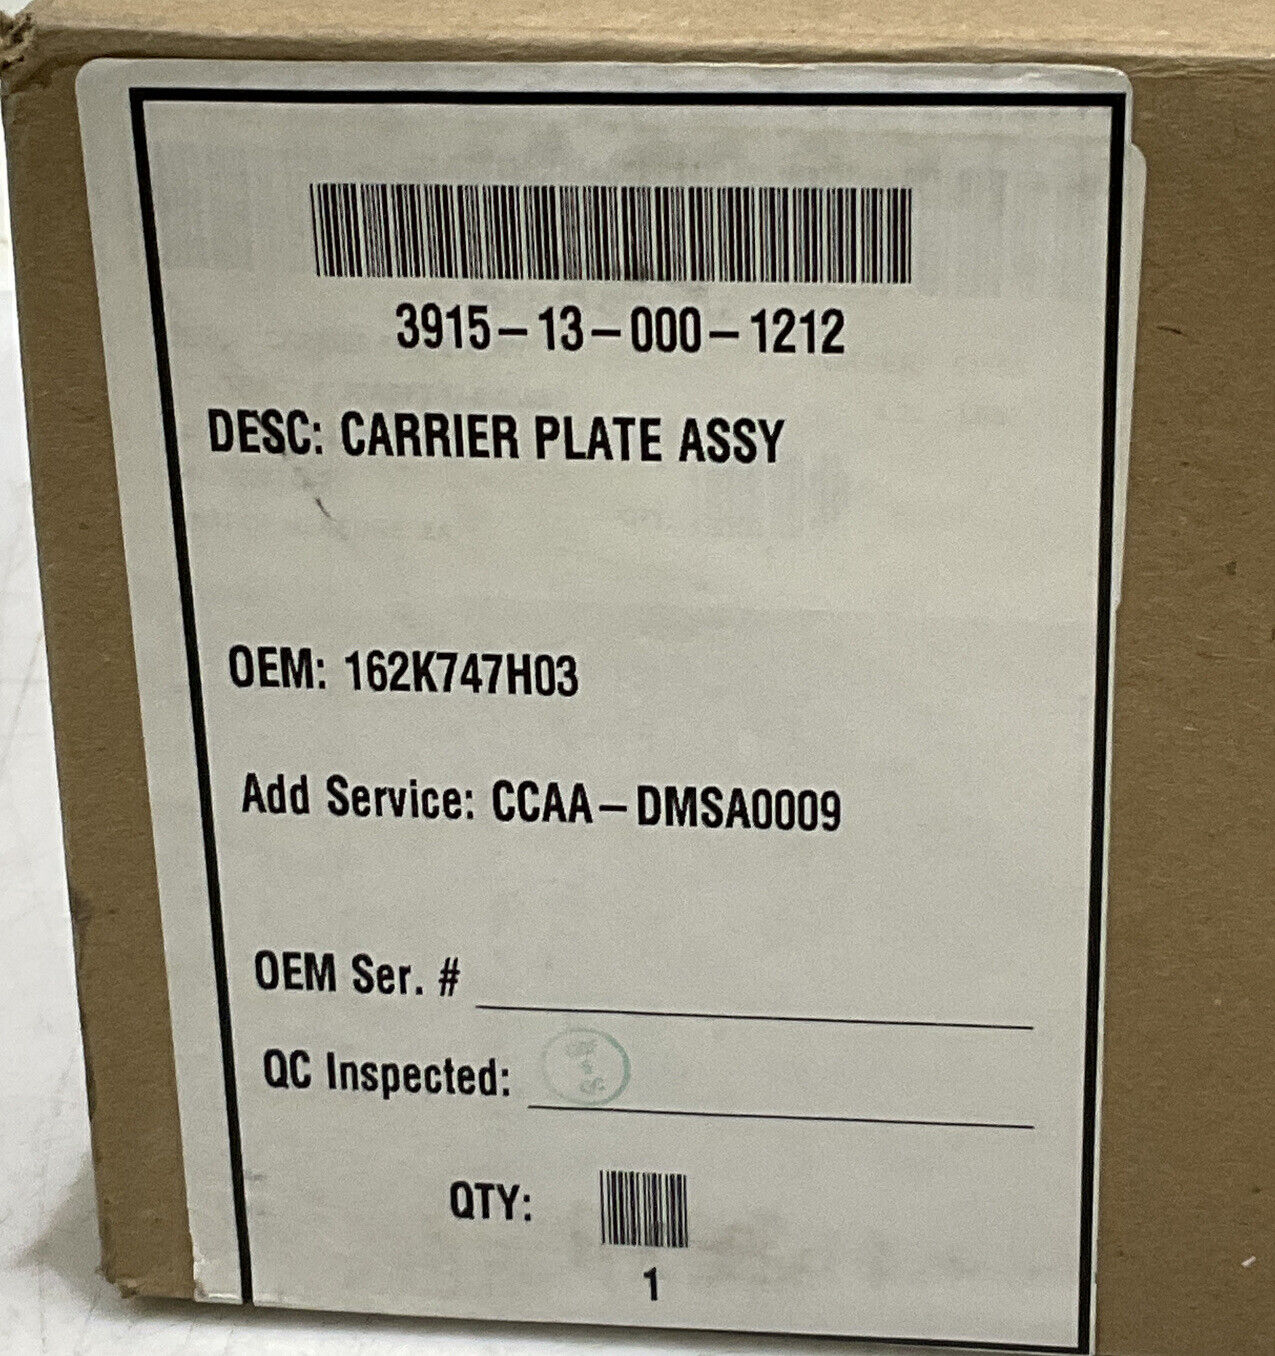 3915-13-000-1212
DESC: CARRIER PLATE ASSY
OEM: 162K747H03
Add Service: CCAA-DMSA0009
OEM Ser. #
QC Inspected:
QTY:
1